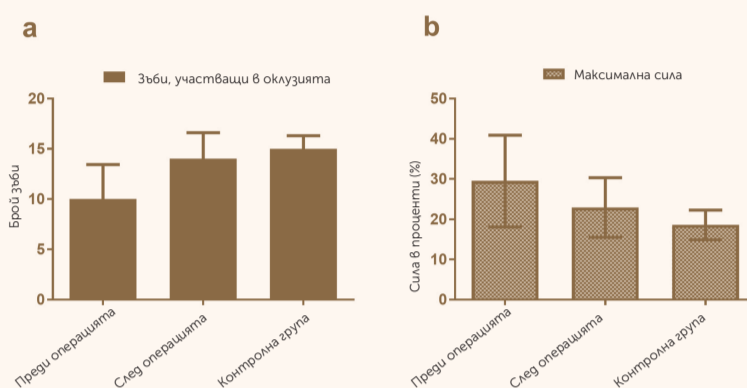 a
Зъби, участващи в оклузията
Брой зъби
20
15
10
5
0
Преди операцията
След операцията
Контролна група
b
Максимална сила
Сила в проценти (%)
50
40
30
20
10
0
Преди операцията
След операцията
Контролна група